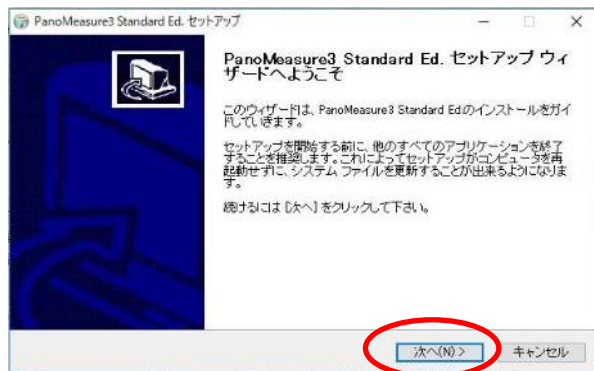 PanoMeasure3 Standard Ed. セットアップ
PanoMeasure3 Standard Ed. セットアップ ウィ
ザードへようこそ
このウィザードは、PanoMeasure3 Standard Ed.のインストールをガイ
ドしていきます。
セットアップを開始する前に、他のすべてのアプリケーションを終了
することを推奨します。これによってセットアップがコンピュータを再
起動せずに、システム ファイルを更新することが出来るようになりま
す。
続けるには [次へ] をクリックして下さい。
次へ(N) >
キャンセル